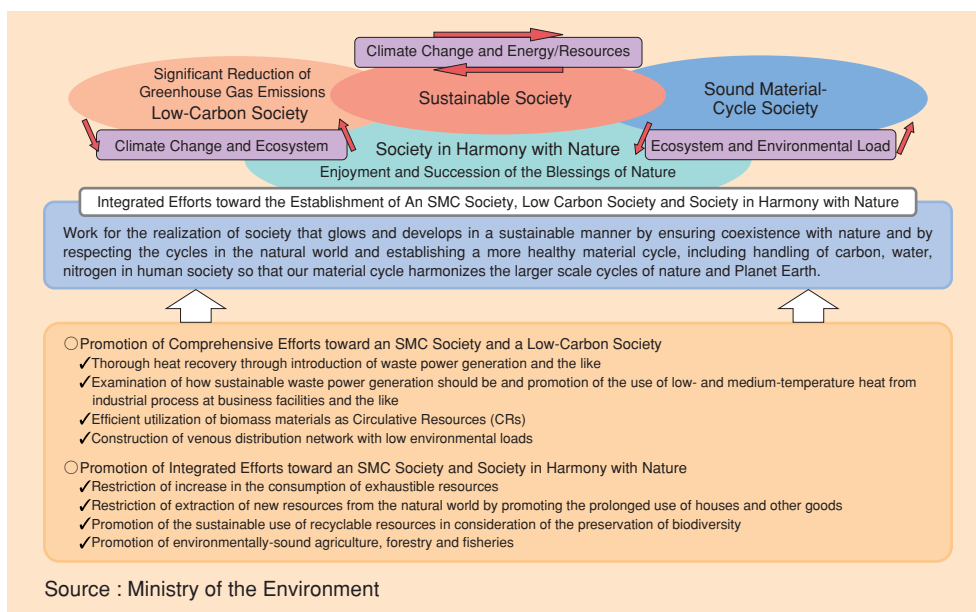 Climate Change and Energy/Resources
Significant Reduction of
Greenhouse Gas Emissions
Low-Carbon Society
Sustainable Society
Sound Material-
Cycle Society
Climate Change and Ecosystem
Society in Harmony with Nature
Enjoyment and Succession of the Blessings of Nature
Ecosystem and Environmental Load
Integrated Efforts toward the Establishment of An SMC Society, Low Carbon Society and Society in Harmony with Nature
Work for the realization of society that glows and develops in a sustainable manner by ensuring coexistence with nature and by
respecting the cycles in the natural world and establishing a more healthy material cycle, including handling of carbon, water,
nitrogen in human society so that our material cycle harmonizes the larger scale cycles of nature and Planet Earth.
○Promotion of Comprehensive Efforts toward an SMC Society and a Low-Carbon Society
✓Thorough heat recovery through introduction of waste power generation and the like
✓Examination of how sustainable waste power generation should be and promotion of the use of low- and medium-temperature heat from
industrial process at business facilities and the like
✓Efficient utilization of biomass materials as Circulative Resources (CRs)
✓Construction of venous distribution network with low environmental loads
○Promotion of Integrated Efforts toward an SMC Society and Society in Harmony with Nature
✓Restriction of increase in the consumption of exhaustible resources
✓Restriction of extraction of new resources from the natural world by promoting the prolonged use of houses and other goods
✓Promotion of the sustainable use of recyclable resources in consideration of the preservation of biodiversity
✓Promotion of environmentally-sound agriculture, forestry and fisheries
Source : Ministry of the Environment